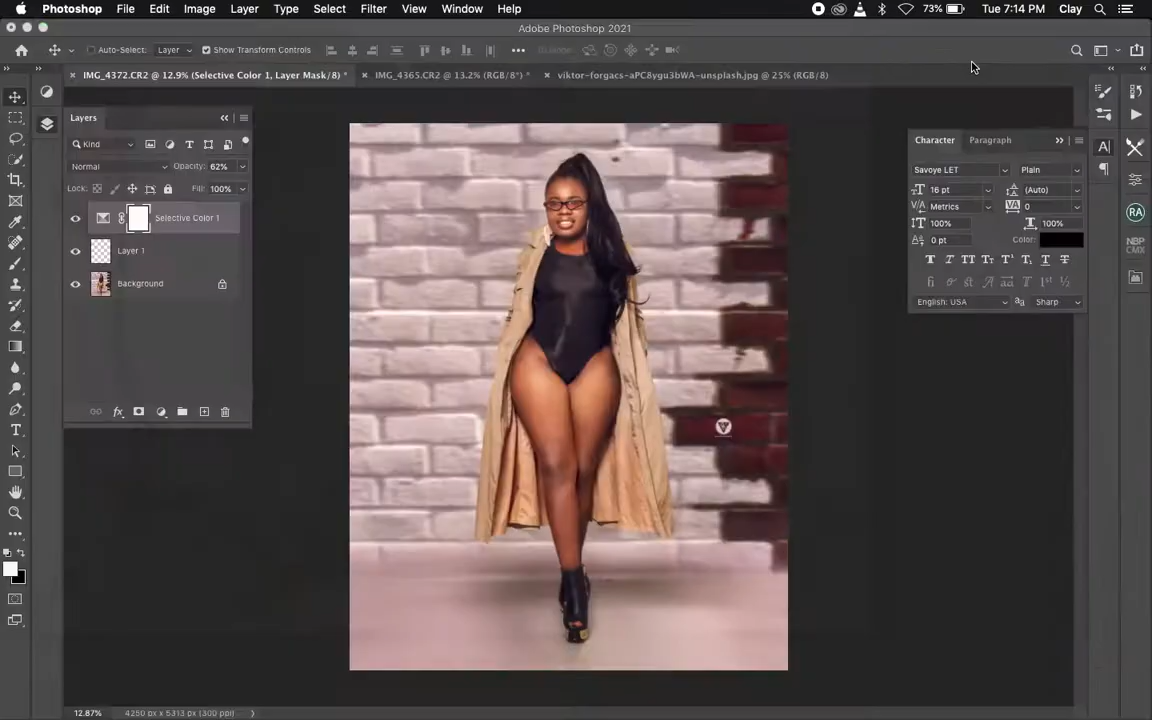 Photoshop File Edit Image Layer Type Select Filter View Window Help 73% Tue 7:14 PM Clay
Adobe Photoshop 2021
Auto-Select: Layer Show Transform Controls
IMG_4372.CR2 @ 12.9% (Selective Color 1, Layer Mask/8) * IMG_4365.CR2 @ 13.2% (RGB/8*) * viktor-forgacs-aPC8ygu3bWA-unsplash.jpg @ 25% (RGB/8)
Layers
Kind
Normal Opacity: 62%
Lock: Fill: 100%
Selective Color 1
Layer 1
Background
Character Paragraph
Savoye LET Plain
16 pt (Auto)
Metrics 0
100% 100%
0 pt Color:
English: USA Sharp
RA
NBP
CMX
12.87% 4250 px x 5313 px (300 ppi)